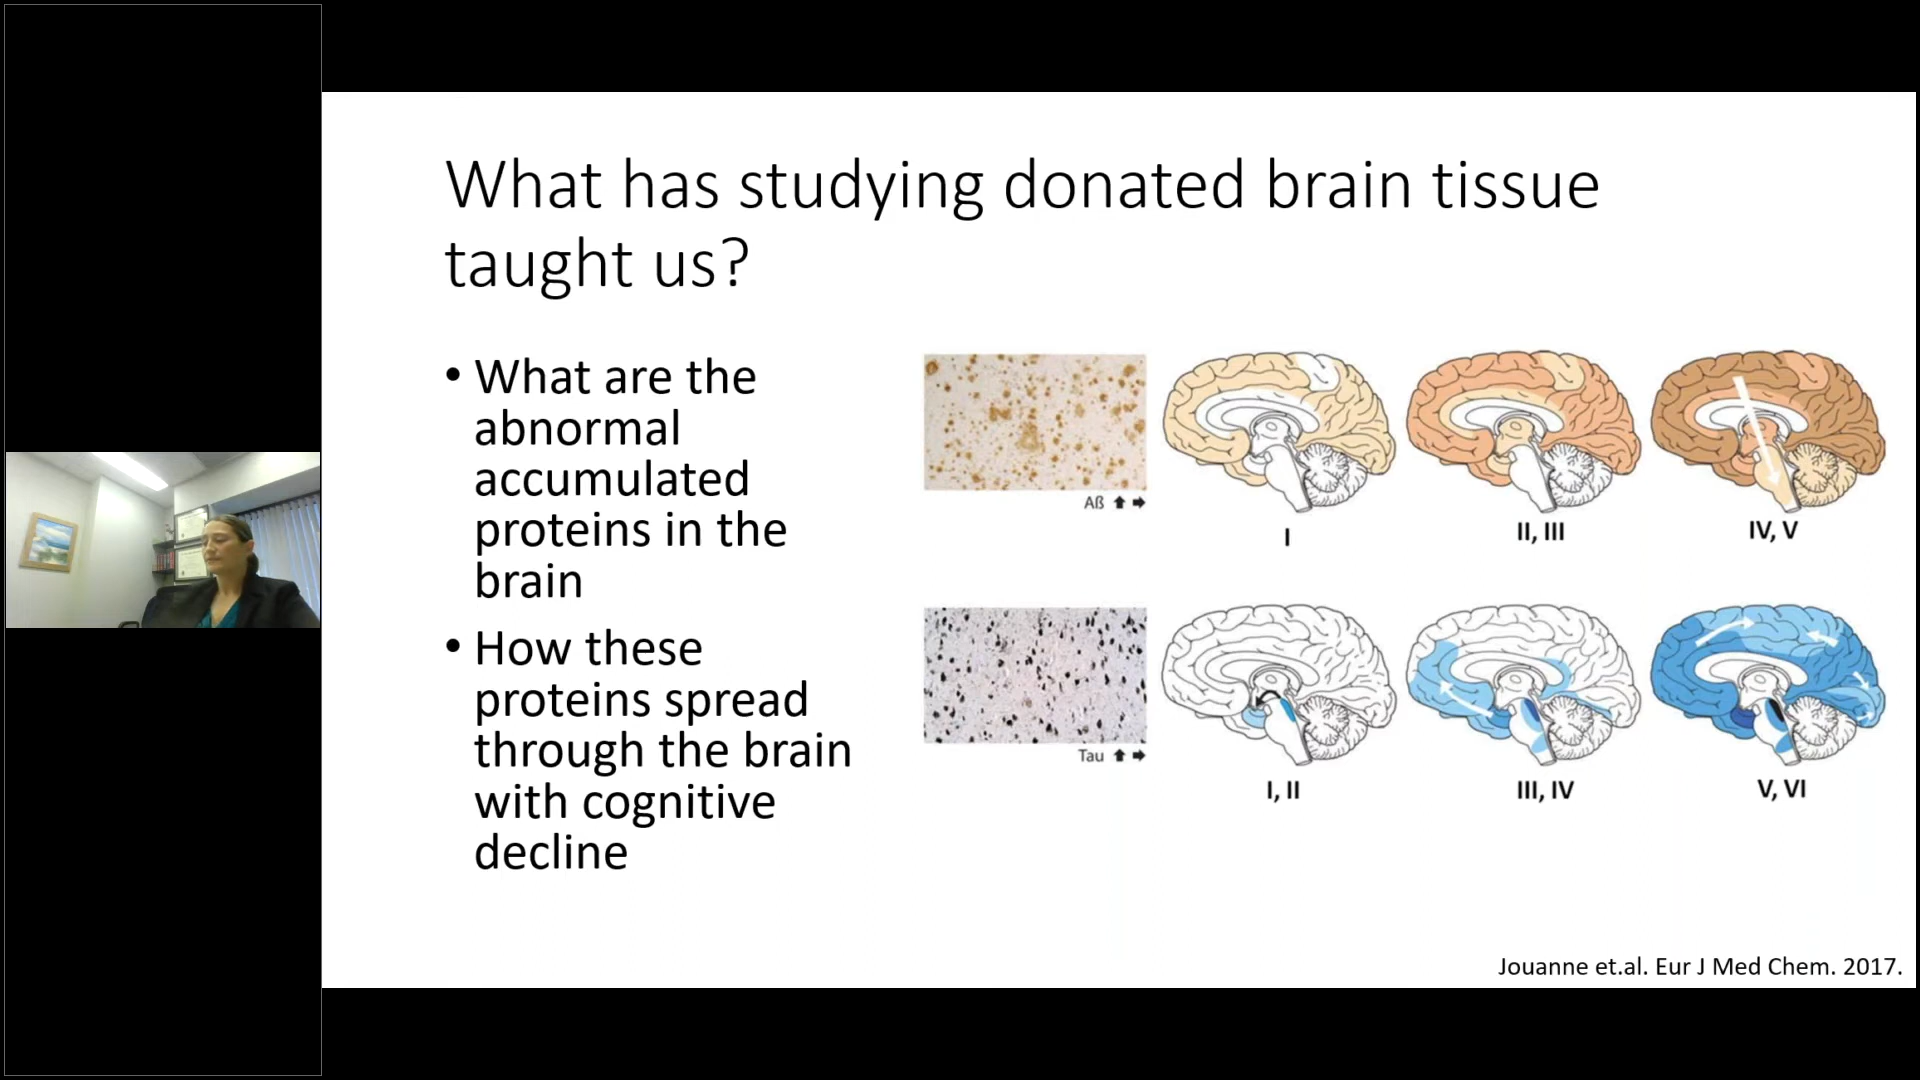 What has studying donated brain tissue
taught us?
• What are the
abnormal
accumulated
proteins in the
brain
• How these
proteins spread
through the brain
with cognitive
decline
Aß
I
II, III
IV, V
Tau
I, II
III, IV
V, VI
Jouanne et.al. Eur J Med Chem. 2017.